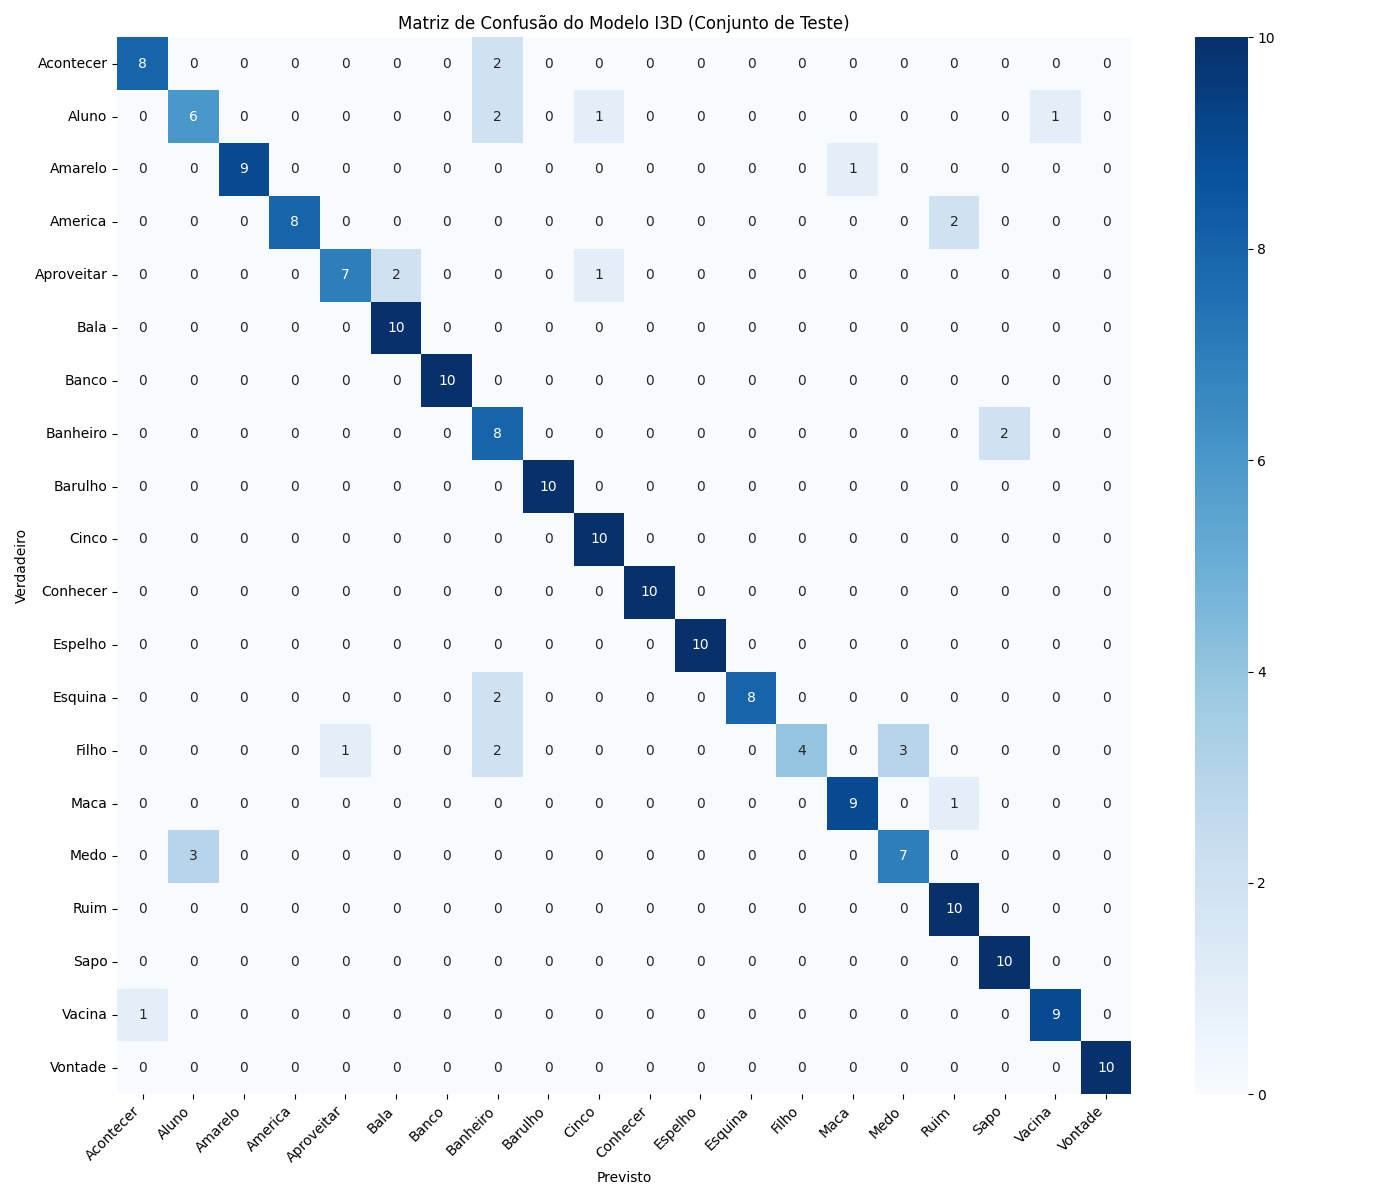 Matriz de Confusão do Modelo I3D (Conjunto de Teste)
Acontecer 8 0 0 0 0 0 0 2 0 0 0 0 0 0 0 0 0 0 0 0
Aluno 0 6 0 0 0 0 0 2 0 1 0 0 0 0 0 0 0 0 1 0
Amarelo 0 0 9 0 0 0 0 0 0 0 0 0 0 0 1 0 0 0 0 0
America 0 0 0 8 0 0 0 0 0 0 0 0 0 0 0 0 2 0 0 0
Aproveitar 0 0 0 0 7 2 0 0 0 1 0 0 0 0 0 0 0 0 0 0
Bala 0 0 0 0 0 10 0 0 0 0 0 0 0 0 0 0 0 0 0 0
Banco 0 0 0 0 0 0 10 0 0 0 0 0 0 0 0 0 0 0 0 0
Banheiro 0 0 0 0 0 0 0 8 0 0 0 0 0 0 0 0 0 2 0 0
Barulho 0 0 0 0 0 0 0 0 10 0 0 0 0 0 0 0 0 0 0 0
Cinco 0 0 0 0 0 0 0 0 0 10 0 0 0 0 0 0 0 0 0 0
Conhecer 0 0 0 0 0 0 0 0 0 0 10 0 0 0 0 0 0 0 0 0
Espelho 0 0 0 0 0 0 0 0 0 0 0 10 0 0 0 0 0 0 0 0
Esquina 0 0 0 0 0 0 0 2 0 0 0 0 8 0 0 0 0 0 0 0
Filho 0 0 0 0 1 0 0 2 0 0 0 0 0 4 0 3 0 0 0 0
Maca 0 0 0 0 0 0 0 0 0 0 0 0 0 0 9 0 1 0 0 0
Medo 0 3 0 0 0 0 0 0 0 0 0 0 0 0 0 7 0 0 0 0
Ruim 0 0 0 0 0 0 0 0 0 0 0 0 0 0 0 0 10 0 0 0
Sapo 0 0 0 0 0 0 0 0 0 0 0 0 0 0 0 0 0 10 0 0
Vacina 1 0 0 0 0 0 0 0 0 0 0 0 0 0 0 0 0 0 9 0
Vontade 0 0 0 0 0 0 0 0 0 0 0 0 0 0 0 0 0 0 0 10
Verdadeiro
Acontecer Aluno Amarelo America Aproveitar Bala Banco Banheiro Barulho Cinco Conhecer Espelho Esquina Filho Maca Medo Ruim Sapo Vacina Vontade
Previsto
10
8
6
4
2
0